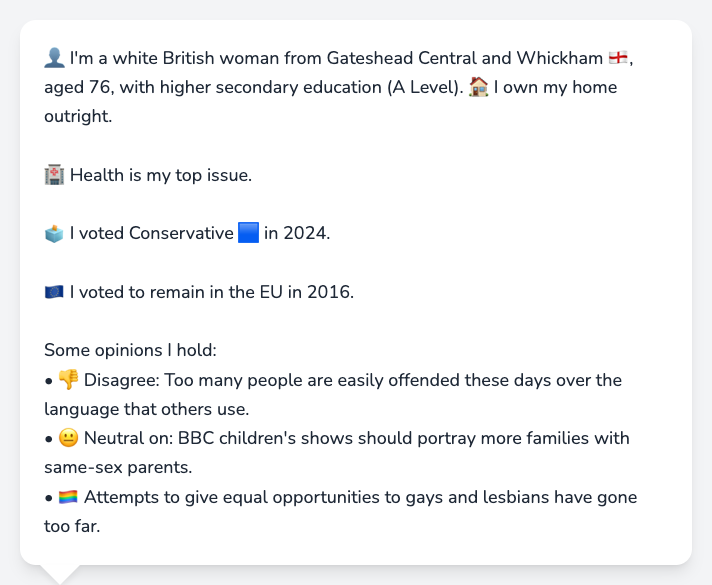 👤 I'm a white British woman from Gateshead Central and Whickham 🏴󠁧󠁢󠁥󠁮󠁧󠁿,
aged 76, with higher secondary education (A Level). 🏠 I own my home
outright.
🏥 Health is my top issue.
🗳️ I voted Conservative 🟦 in 2024.
🇪🇺 I voted to remain in the EU in 2016.
Some opinions I hold:
• 👎 Disagree: Too many people are easily offended these days over the
language that others use.
• 😐 Neutral on: BBC children's shows should portray more families with
same-sex parents.
• 🏳️‍🌈 Attempts to give equal opportunities to gays and lesbians have gone
too far.